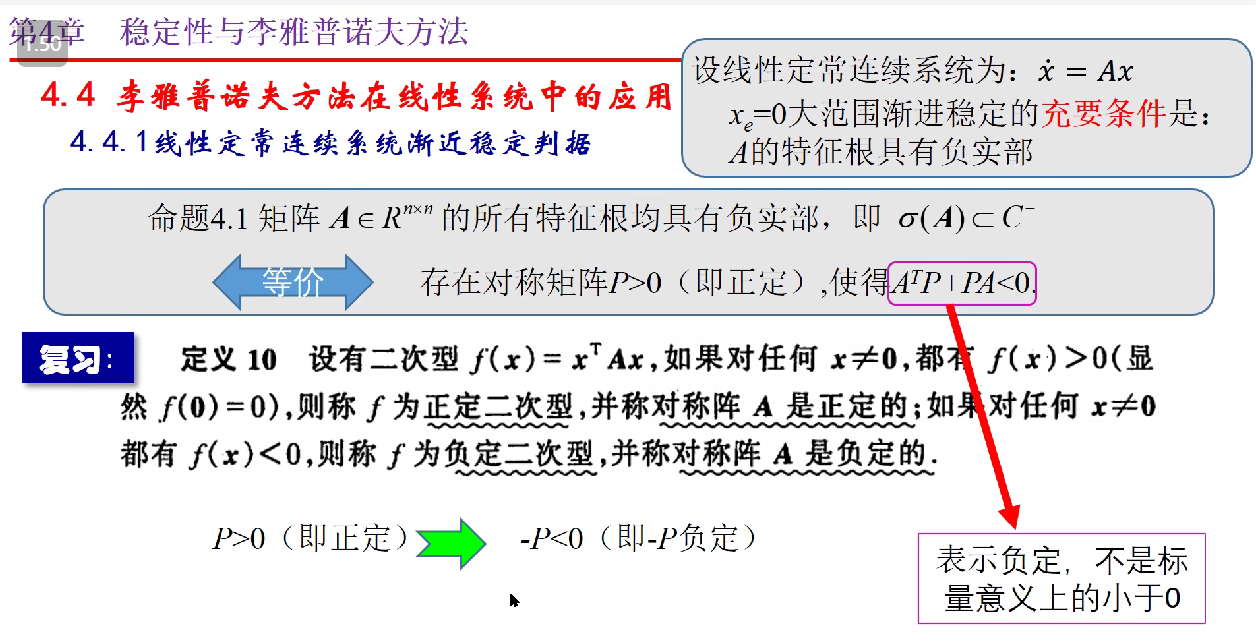 第4章 稳定性与李雅普诺夫方法
1.50
4.4 李雅普诺夫方法在线性系统中的应用
4.4.1线性定常连续系统渐近稳定判据
设线性定常连续系统为：ẋ = Ax
xₑ=0大范围渐进稳定的充要条件是：
A的特征根具有负实部
命题4.1 矩阵 A∈Rⁿˣⁿ 的所有特征根均具有负实部，即 σ(A)⊂C⁻
等价 存在对称矩阵P>0（即正定）,使得AᵀP+PA<0.
复习： 定义 10 设有二次型 f(x)=xᵀAx,如果对任何 x≠0,都有 f(x)>0(显
然 f(0)=0),则称 f 为正定二次型,并称对称阵 A 是正定的;如果对任何 x≠0
都有 f(x)<0,则称 f 为负定二次型,并称对称阵 A 是负定的.
P>0（即正定） -P<0（即-P负定）
表示负定，不是标
量意义上的小于0